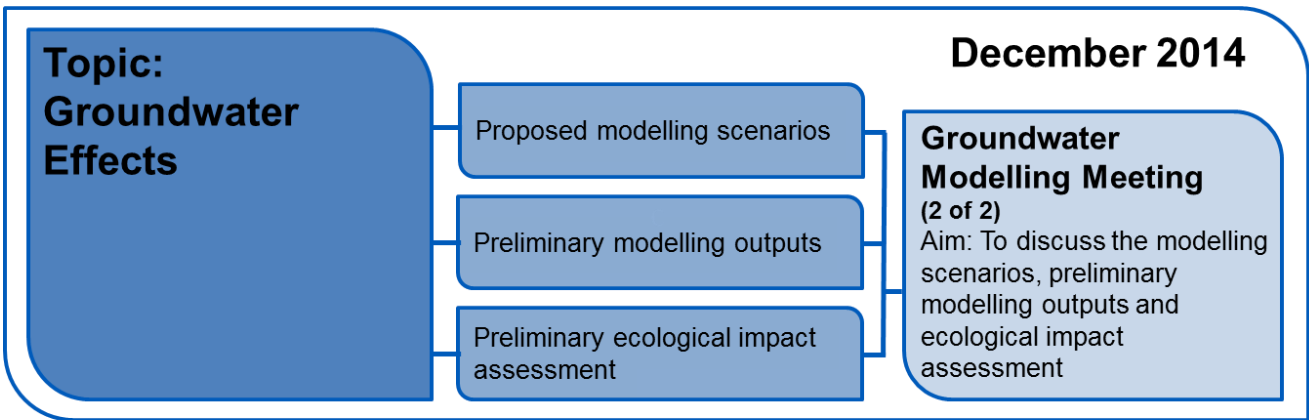 Topic:
Groundwater
Effects
Proposed modelling scenarios
Preliminary modelling outputs
Preliminary ecological impact
assessment
December 2014
Groundwater
Modelling Meeting
(2 of 2)
Aim: To discuss the modelling
scenarios, preliminary
modelling outputs and
ecological impact
assessment